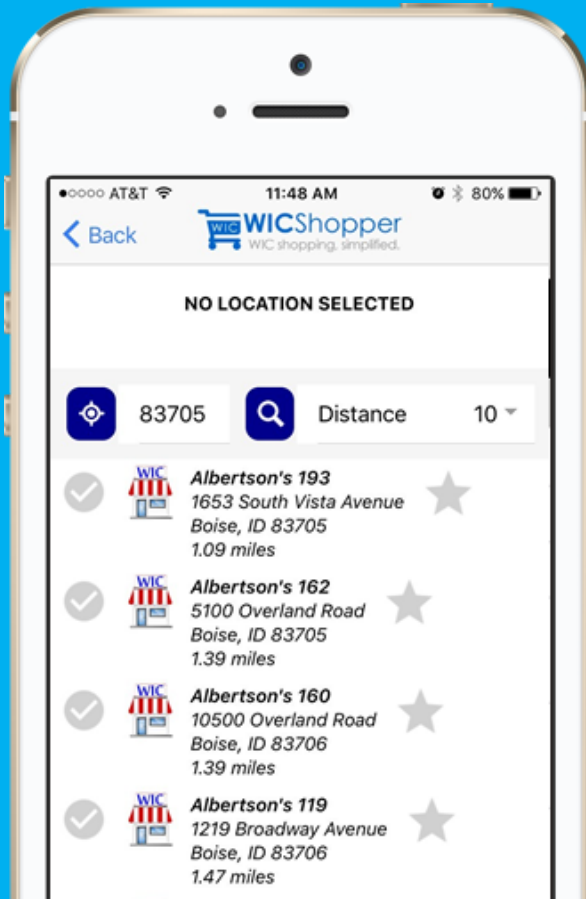 AT&T 11:48 AM 80%
Back WIC WICShopper
WIC shopping, simplified.
NO LOCATION SELECTED
83705 Distance 10
WIC Albertson's 193
1653 South Vista Avenue
Boise, ID 83705
1.09 miles
WIC Albertson's 162
5100 Overland Road
Boise, ID 83705
1.39 miles
WIC Albertson's 160
10500 Overland Road
Boise, ID 83706
1.39 miles
WIC Albertson's 119
1219 Broadway Avenue
Boise, ID 83706
1.47 miles